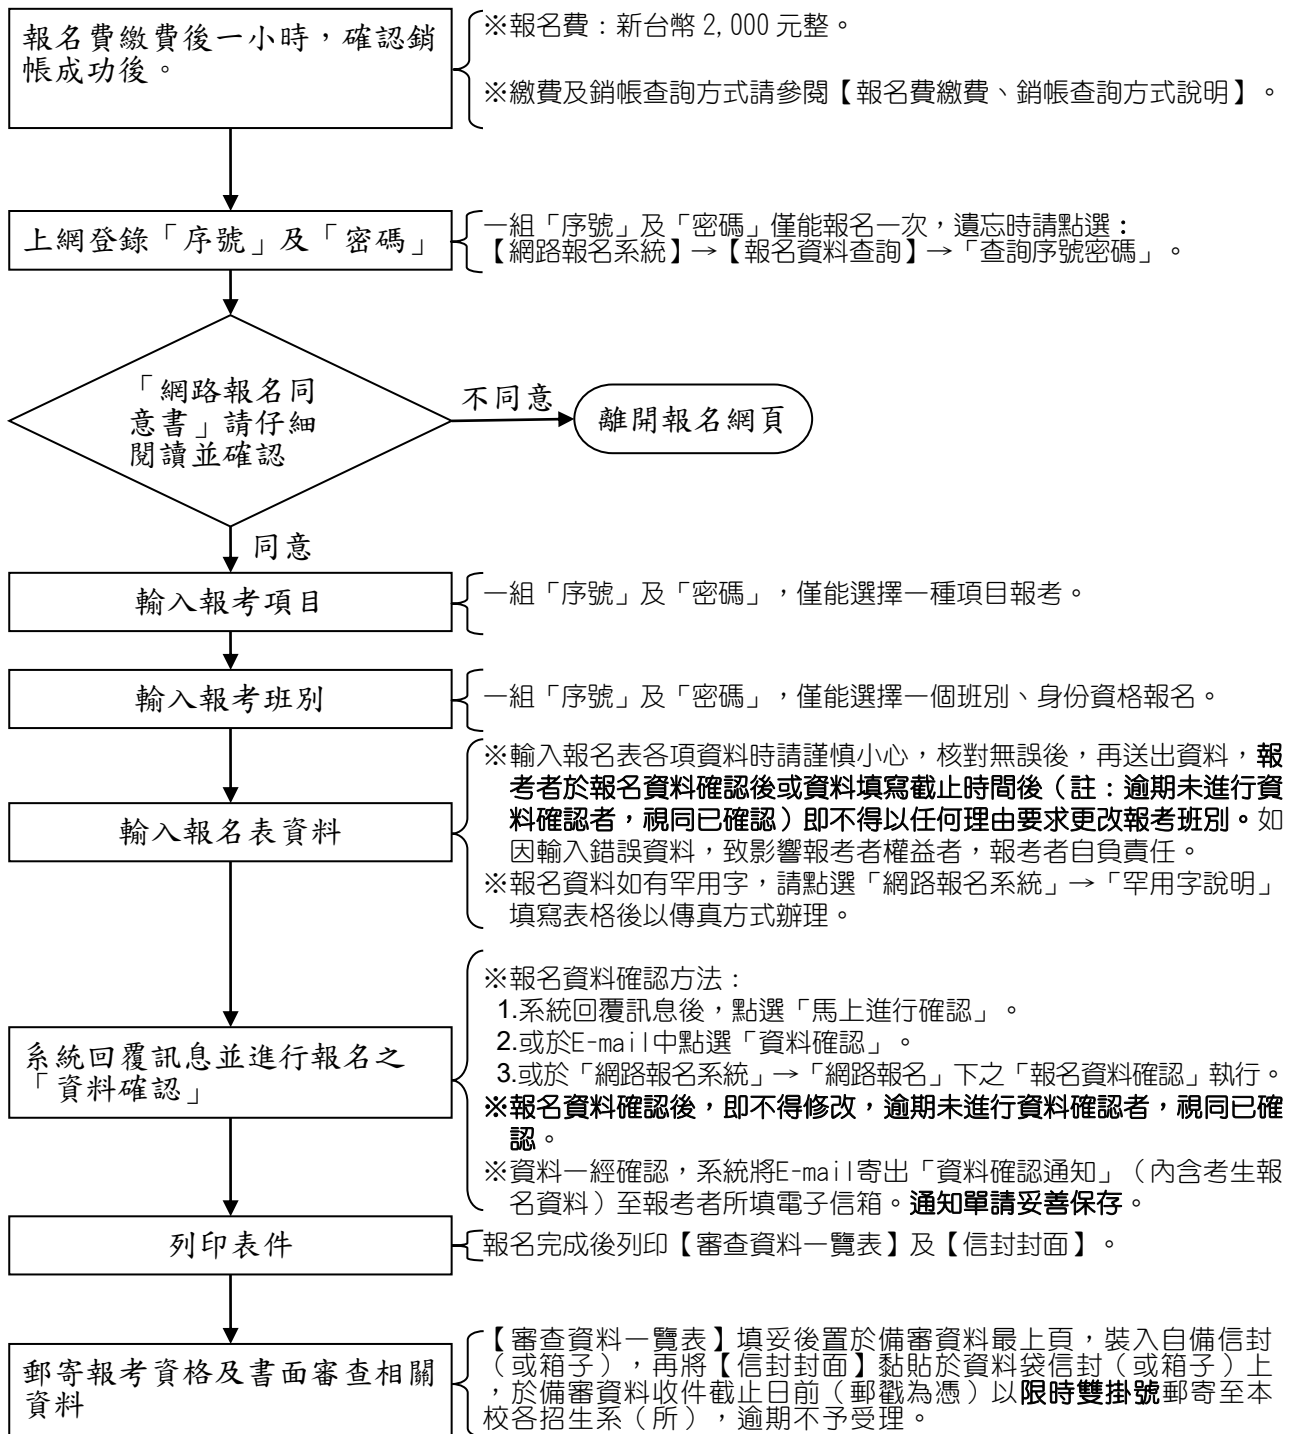 報名費繳費後一小時，確認銷
帳成功後。
※報名費：新台幣 2,000 元整。
※繳費及銷帳查詢方式請參閱【報名費繳費、銷帳查詢方式說明】。
上網登錄「序號」及「密碼」
一組「序號」及「密碼」僅能報名一次，遺忘時請點選：
【網路報名系統】→【報名資料查詢】→「查詢序號密碼」。
「網路報名同
意書」請仔細
閱讀並確認
不同意
離開報名網頁
同意
輸入報考項目
一組「序號」及「密碼」，僅能選擇一種項目報考。
輸入報考班別
一組「序號」及「密碼」，僅能選擇一個班別、身份資格報名。
輸入報名表資料
※輸入報名表各項資料時請謹慎小心，核對無誤後，再送出資料，報
考者於報名資料確認後或資料填寫截止時間後（註：逾期未進行資
料確認者，視同已確認）即不得以任何理由要求更改報考班別。如
因輸入錯誤資料，致影響報考者權益者，報考者自負責任。
※報名資料如有罕用字，請點選「網路報名系統」→「罕用字說明」
填寫表格後以傳真方式辦理。
系統回覆訊息並進行報名之
「資料確認」
※報名資料確認方法：
1.系統回覆訊息後，點選「馬上進行確認」。
2.或於E-mail中點選「資料確認」。
3.或於「網路報名系統」→「網路報名」下之「報名資料確認」執行。
※報名資料確認後，即不得修改，逾期未進行資料確認者，視同已確
認。
※資料一經確認，系統將E-mail寄出「資料確認通知」（內含考生報
名資料）至報考者所填電子信箱。通知單請妥善保存。
列印表件
報名完成後列印【審查資料一覽表】及【信封封面】。
郵寄報考資格及書面審查相關
資料
【審查資料一覽表】填妥後置於備審資料最上頁，裝入自備信封
（或箱子），再將【信封封面】黏貼於資料袋信封（或箱子）上
，於備審資料收件截止日前（郵戳為憑）以限時雙掛號郵寄至本
校各招生系（所），逾期不予受理。